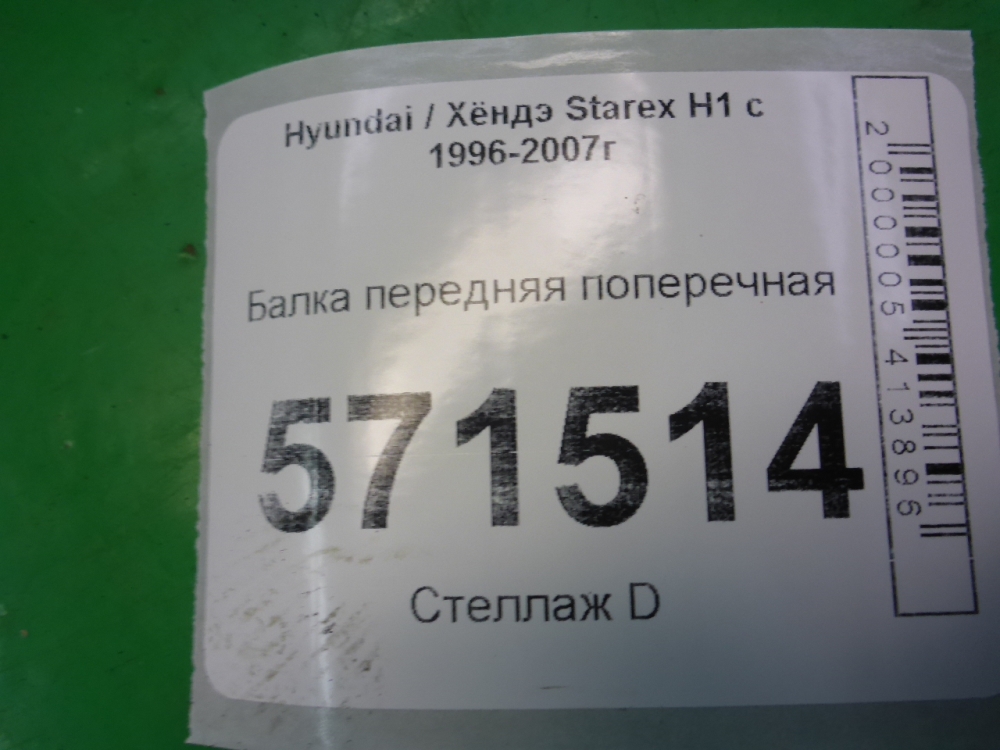 Hyundai / Хёндэ Starex H1 с
1996-2007г
Балка передняя поперечная
571514
Стеллаж D
2000005413896